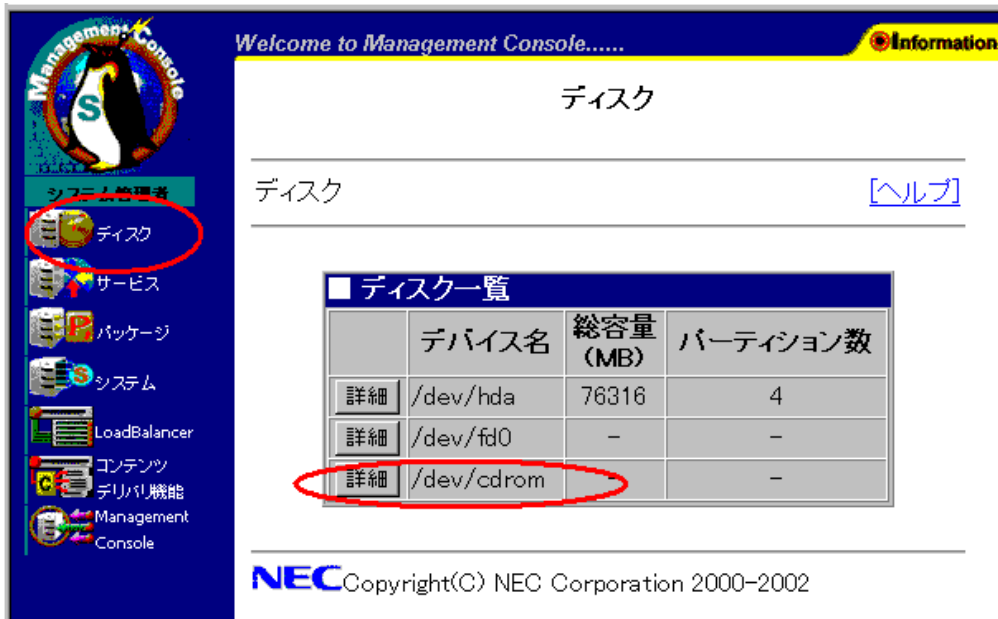 Management Console
S
システム管理者
ディスク
サービス
パッケージ
システム
LoadBalancer
コンテンツ
デリバリ機能
Management
Console
Welcome to Management Conso le......
Information
ディスク
ディスク
[ヘルプ]
■ ディスク一覧
デバイス名 総容量 (MB) パーティション数
詳細 /dev/hda 76316 4
詳細 /dev/fd0 - -
詳細 /dev/cdrom - -
NECCopyright(C) NEC Corporation 2000-2002